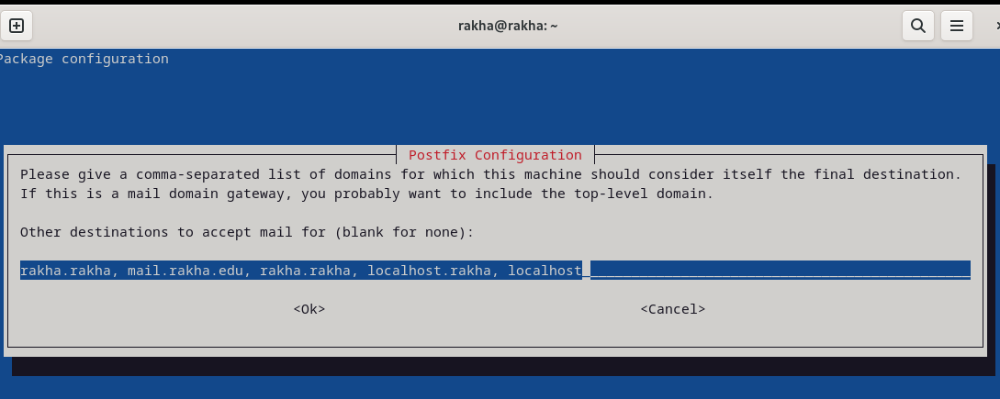 rakha@rakha: ~
Package configuration
Postfix Configuration
Please give a comma-separated list of domains for which this machine should consider itself the final destination.
If this is a mail domain gateway, you probably want to include the top-level domain.
Other destinations to accept mail for (blank for none):
rakha.rakha, mail.rakha.edu, rakha.rakha, localhost.rakha, localhost
<Ok> <Cancel>